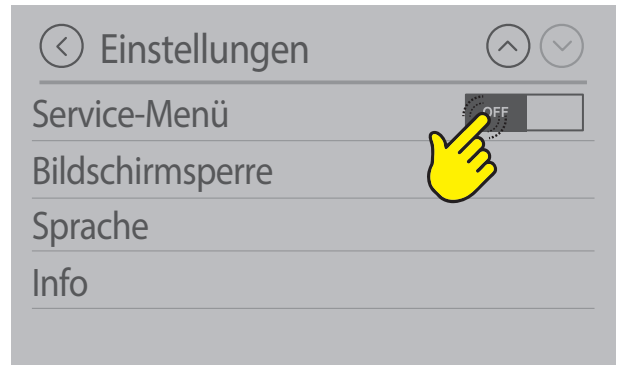 Einstellungen
Service-Menü
OFF
Bildschirmsperre
Sprache
Info